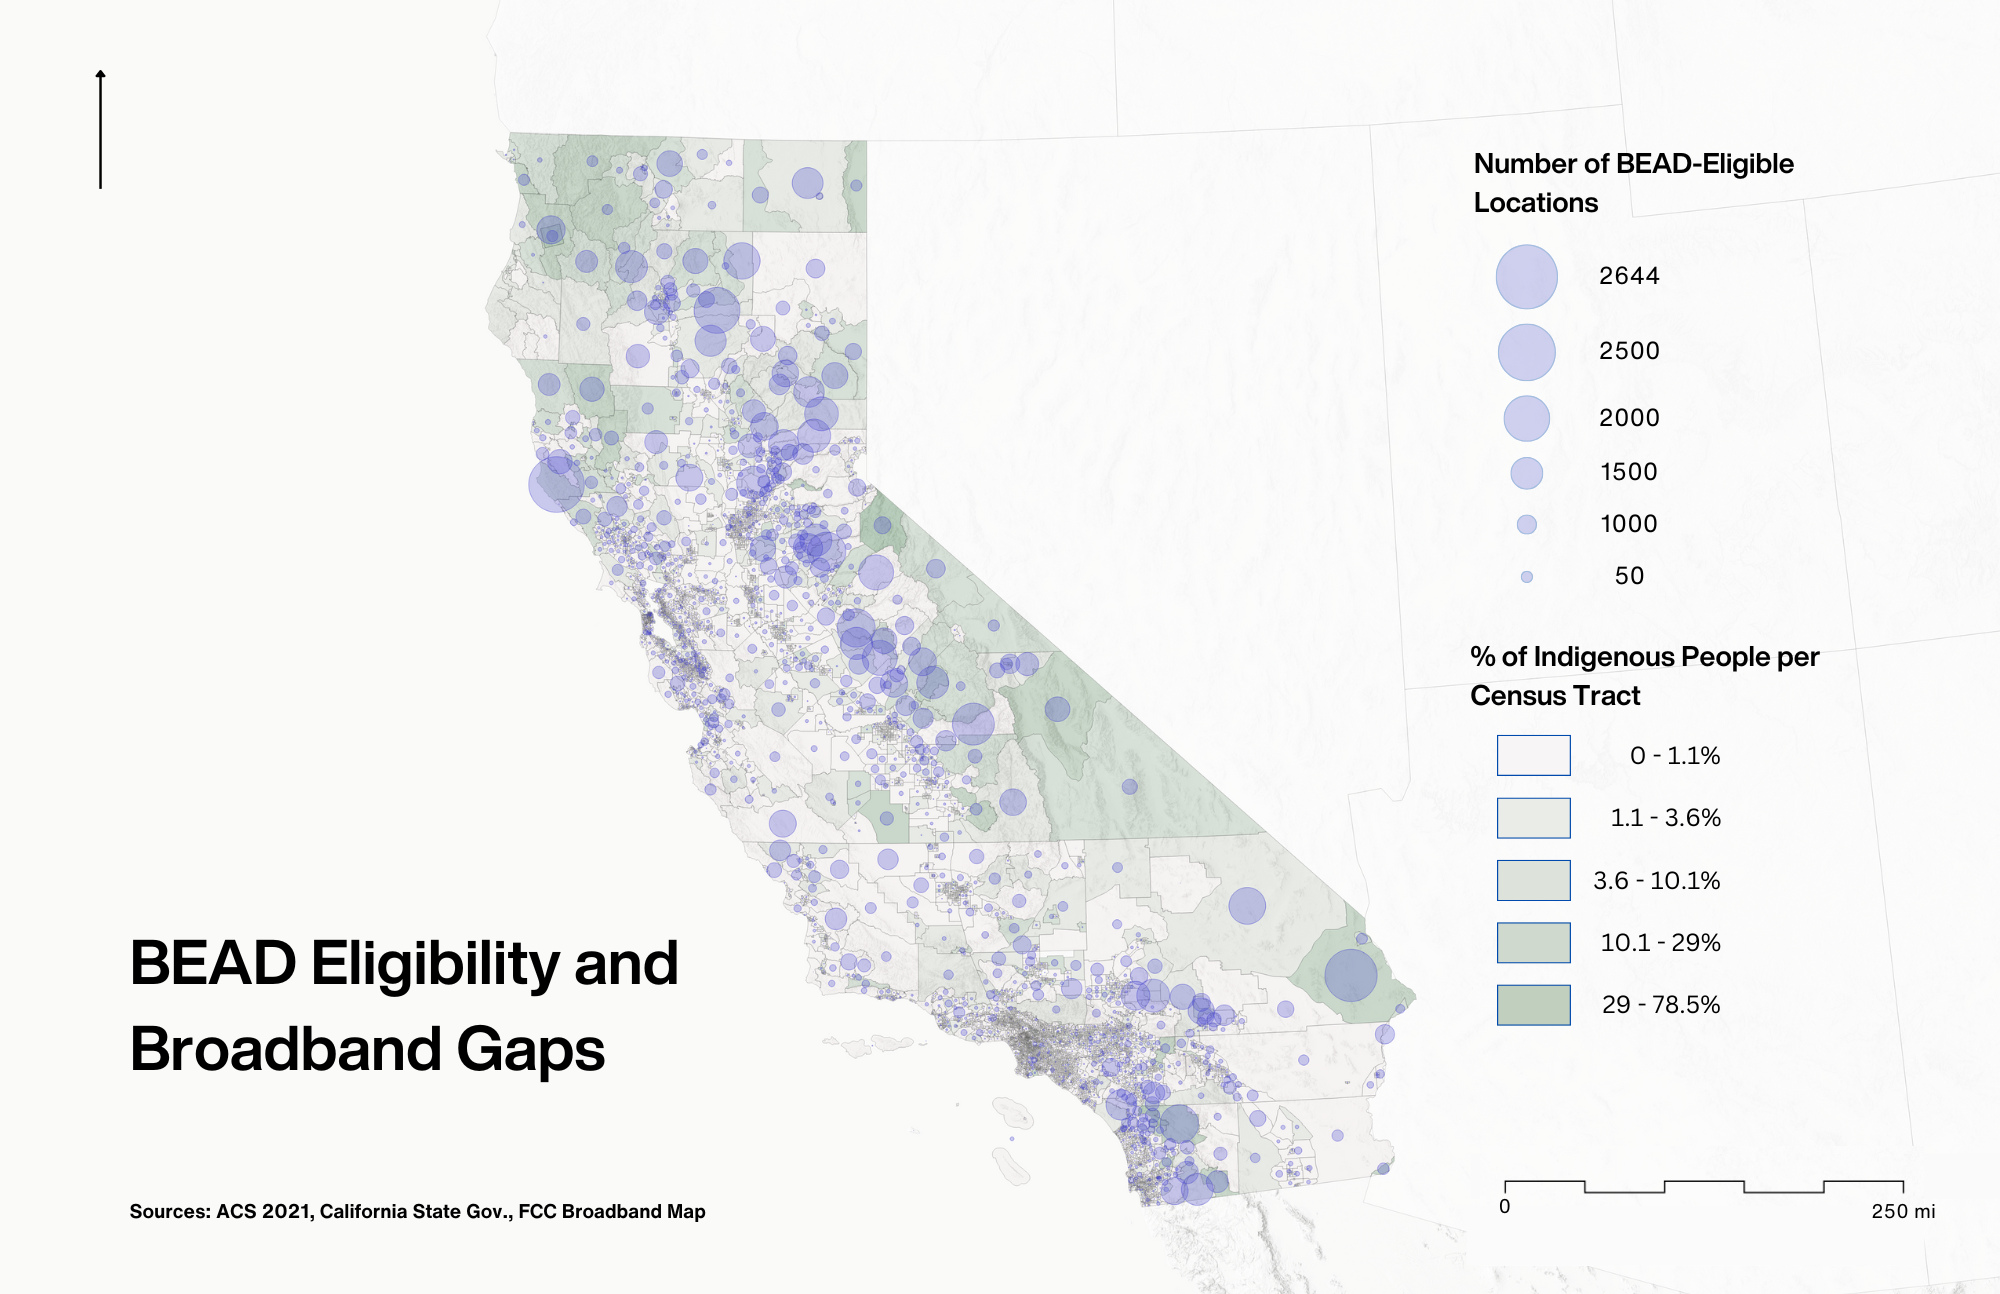 Number of BEAD-Eligible
Locations
2644
2500
2000
1500
1000
50
% of Indigenous People per
Census Tract
0 - 1.1%
1.1 - 3.6%
3.6 - 10.1%
10.1 - 29%
29 - 78.5%
BEAD Eligibility and
Broadband Gaps
Sources: ACS 2021, California State Gov., FCC Broadband Map
0
250 mi